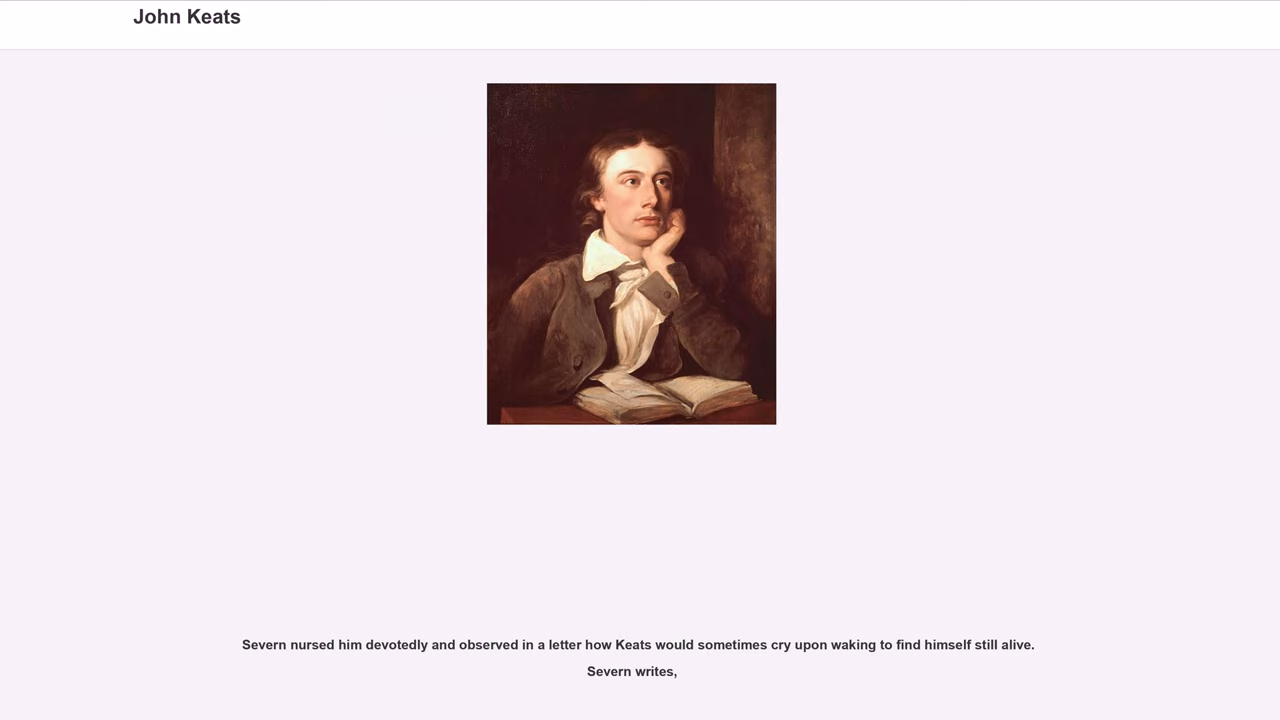 John Keats
Severn nursed him devotedly and observed in a letter how Keats would sometimes cry upon waking to find himself still alive.
Severn writes,